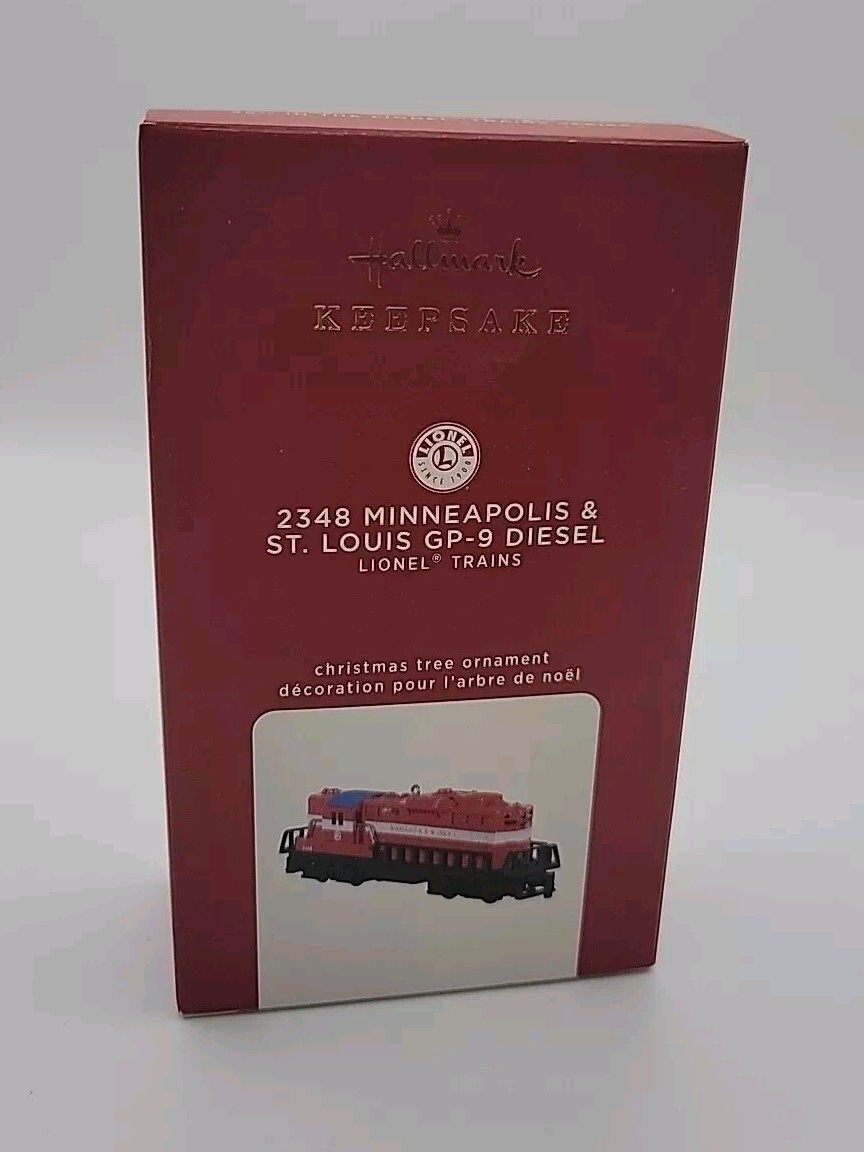 Hallmark
KEEPSAKE
LIONEL
L
SINCE 1900
2348 MINNEAPOLIS &
ST. LOUIS GP-9 DIESEL
LIONEL® TRAINS
christmas tree ornament
décoration pour l'arbre de noël